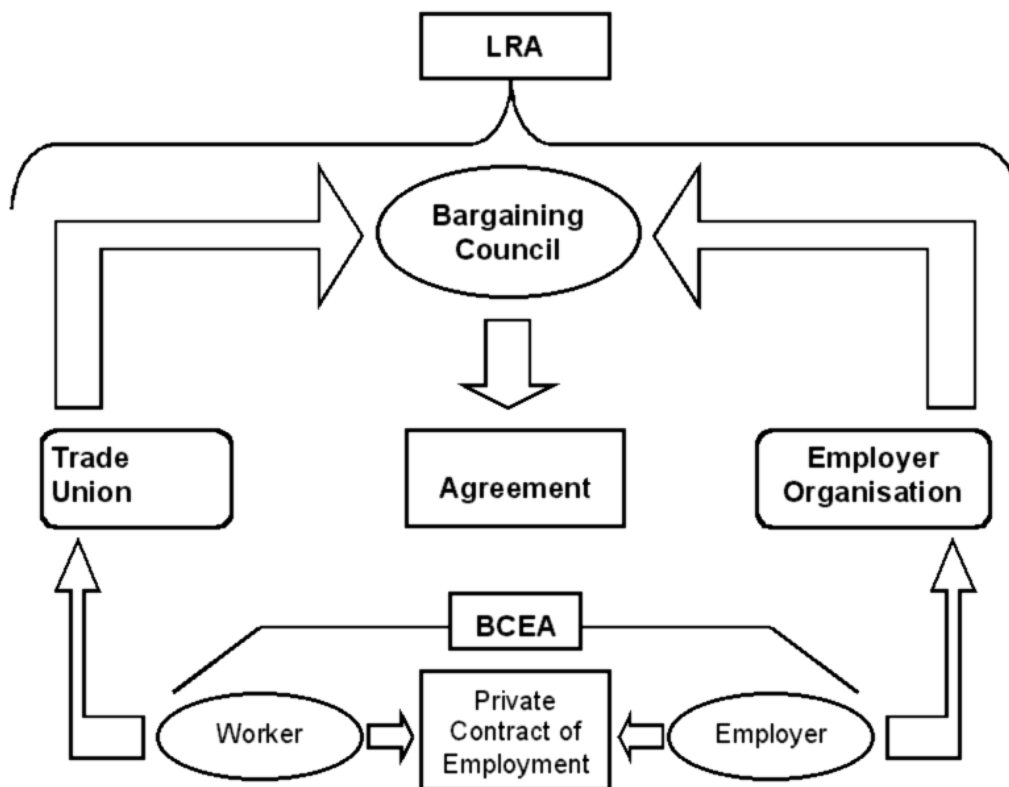 LRA
Bargaining
Council
Trade
Union
Agreement
Employer
Organisation
BCEA
Worker
Private
Contract of
Employment
Employer